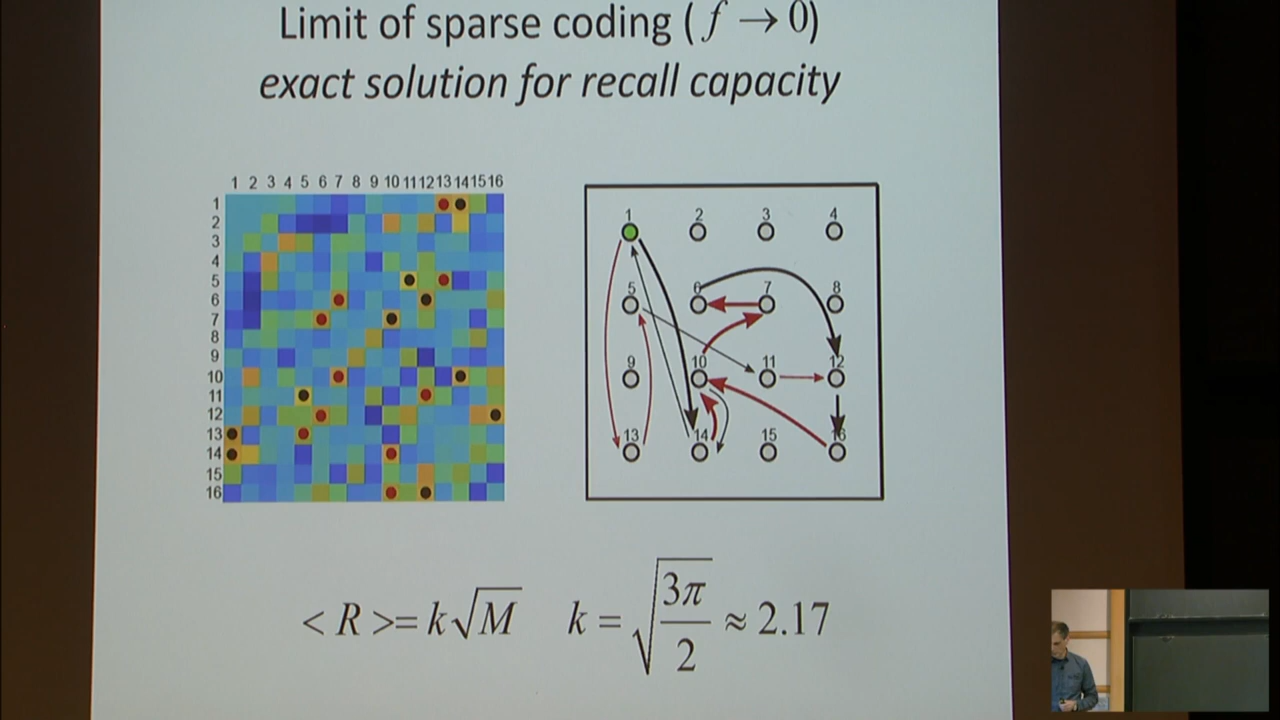 Limit of sparse coding (f → 0)
exact solution for recall capacity
1 2 3 4 5 6 7 8 9 10 11 12 13 14 15 16
1
2
3
4
5
6
7
8
9
10
11
12
13
14
15
16
1 2 3 4
5 6 7 8
9 10 11 12
13 14 15 16
< R >= k√M k = √(3π/2) ≈ 2.17